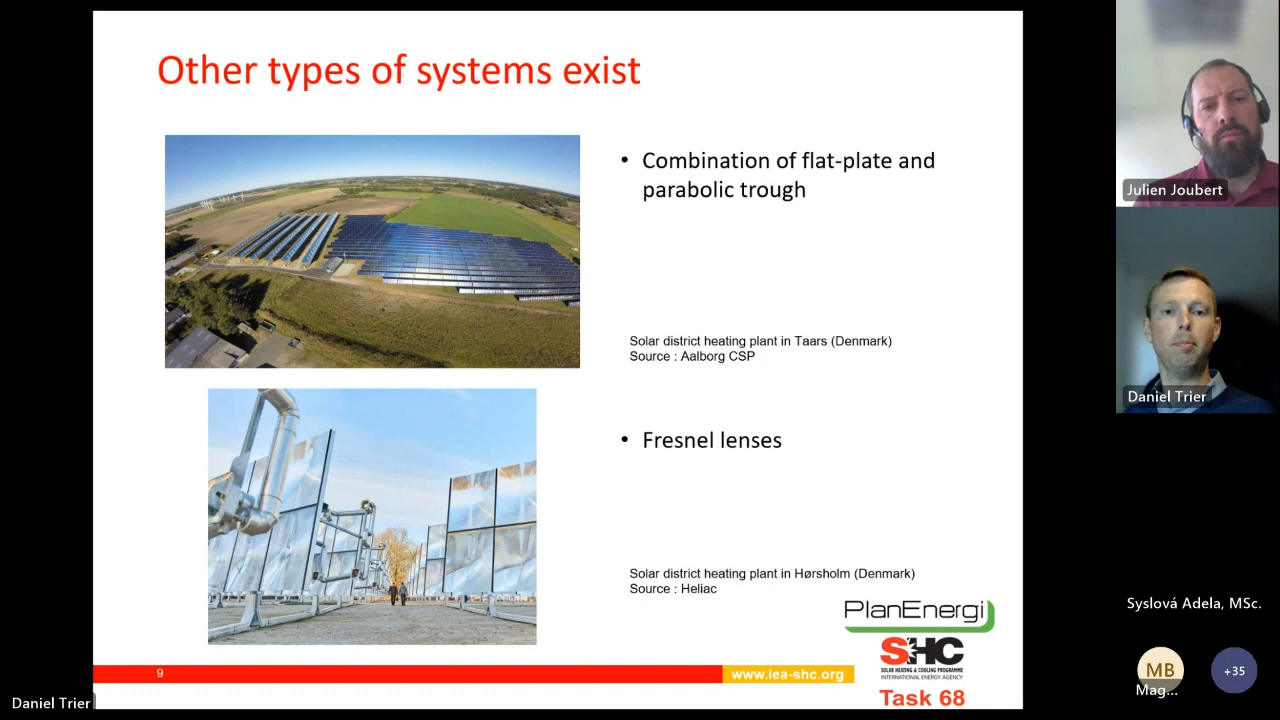 Other types of systems exist
• Combination of flat-plate and
parabolic trough
Solar district heating plant in Taars (Denmark)
Source : Aalborg CSP
• Fresnel lenses
Solar district heating plant in Hørsholm (Denmark)
Source : Heliac
PlanEnergi
SHC
SOLAR HEATING & COOLING PROGRAMME
INTERNATIONAL ENERGY AGENCY
9
www.iea-shc.org
Task 68
Daniel Trier
Julien Joubert
Daniel Trier
Syslová Adela, MSc.
MB
Mag...
+35